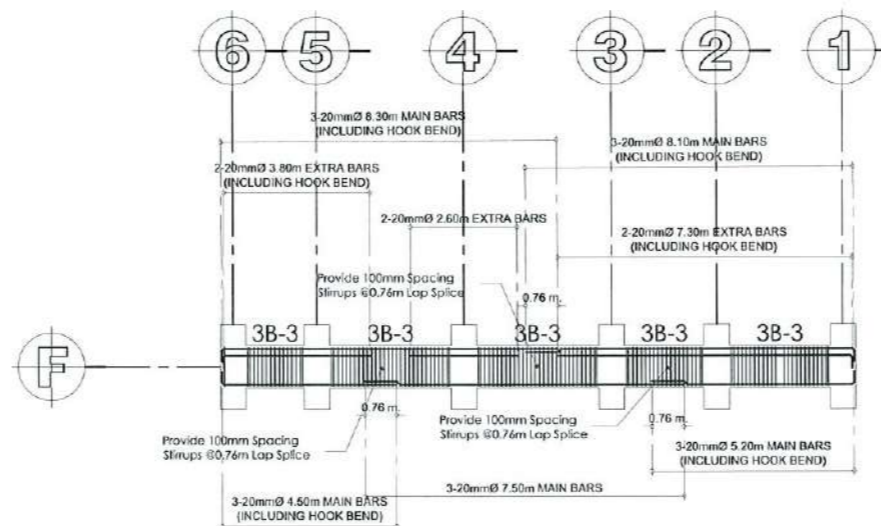 6 5 4 3 2 1
3-20mmØ 8.30m MAIN BARS
(INCLUDING HOOK BEND)
3-20mmØ 8.10m MAIN BARS
(INCLUDING HOOK BEND)
2-20mmØ 3.80m EXTRA BARS
(INCLUDING HOOK BEND)
2-20mmØ 2.60m EXTRA BARS
2-20mmØ 7.30m EXTRA BARS
(INCLUDING HOOK BEND)
Provide 100mm Spacing
Stirrups @0.76m Lap Splice
0.76 m.
3B-3 3B-3 3B-3 3B-3 3B-3
F
0.76 m.
0.76 m.
Provide 100mm Spacing
Stirrups @0.76m Lap Splice
Provide 100mm Spacing
Stirrups @0.76m Lap Splice
3-20mmØ 5.20m MAIN BARS
(INCLUDING HOOK BEND)
3-20mmØ 7.50m MAIN BARS
3-20mmØ 4.50m MAIN BARS
(INCLUDING HOOK BEND)